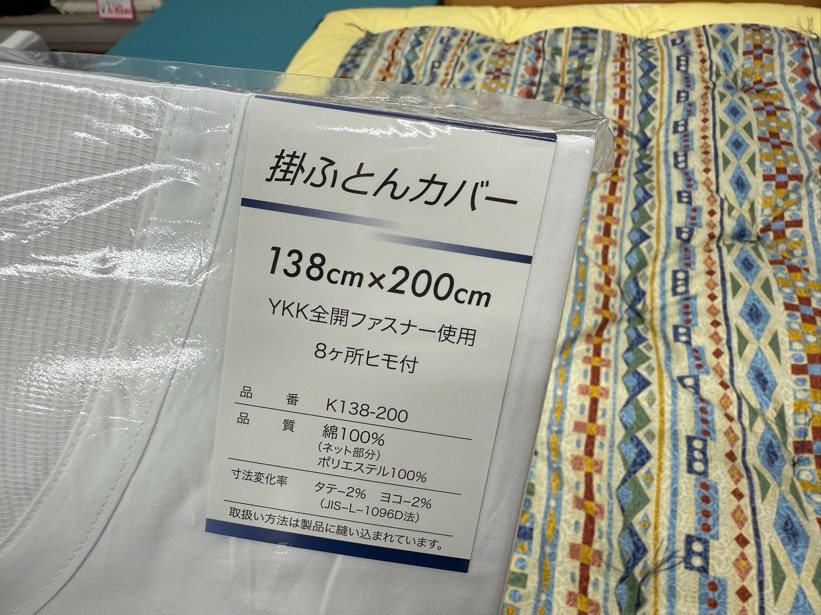 掛ふとんカバー
138cm×200cm
YKK全開ファスナー使用
8ヶ所ヒモ付
品 番 K138-200
品 質 綿100%
(ネット部分)
ポリエステル100%
寸法変化率 タテ-2% ヨコ-2%
(JIS-L-1096D法)
取扱い方法は製品に縫い込まれています。